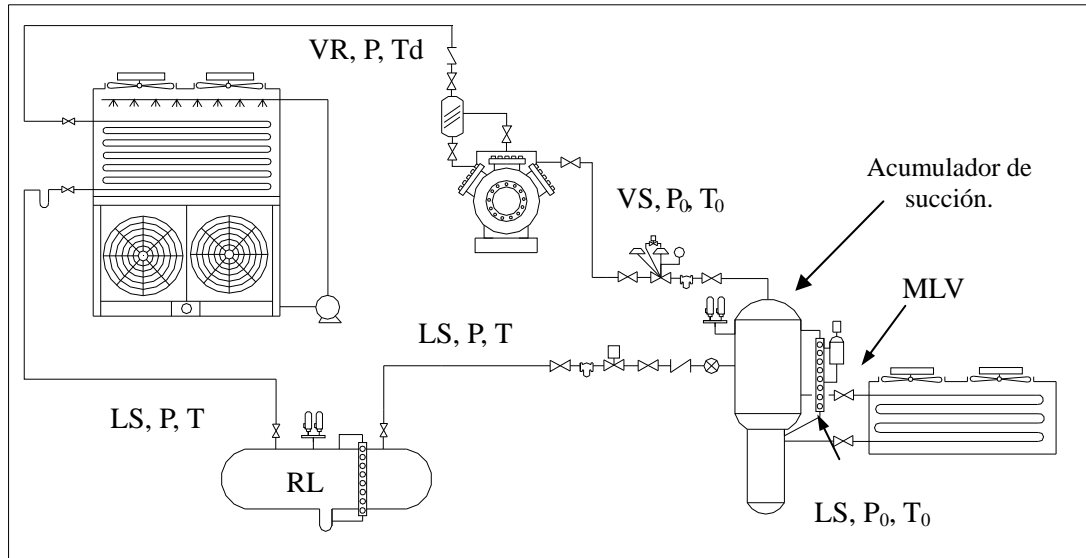 VR, P, Td
Acumulador de
succión.
VS, P₀, T₀
MLV
LS, P, T
LS, P, T
RL
LS, P₀, T₀